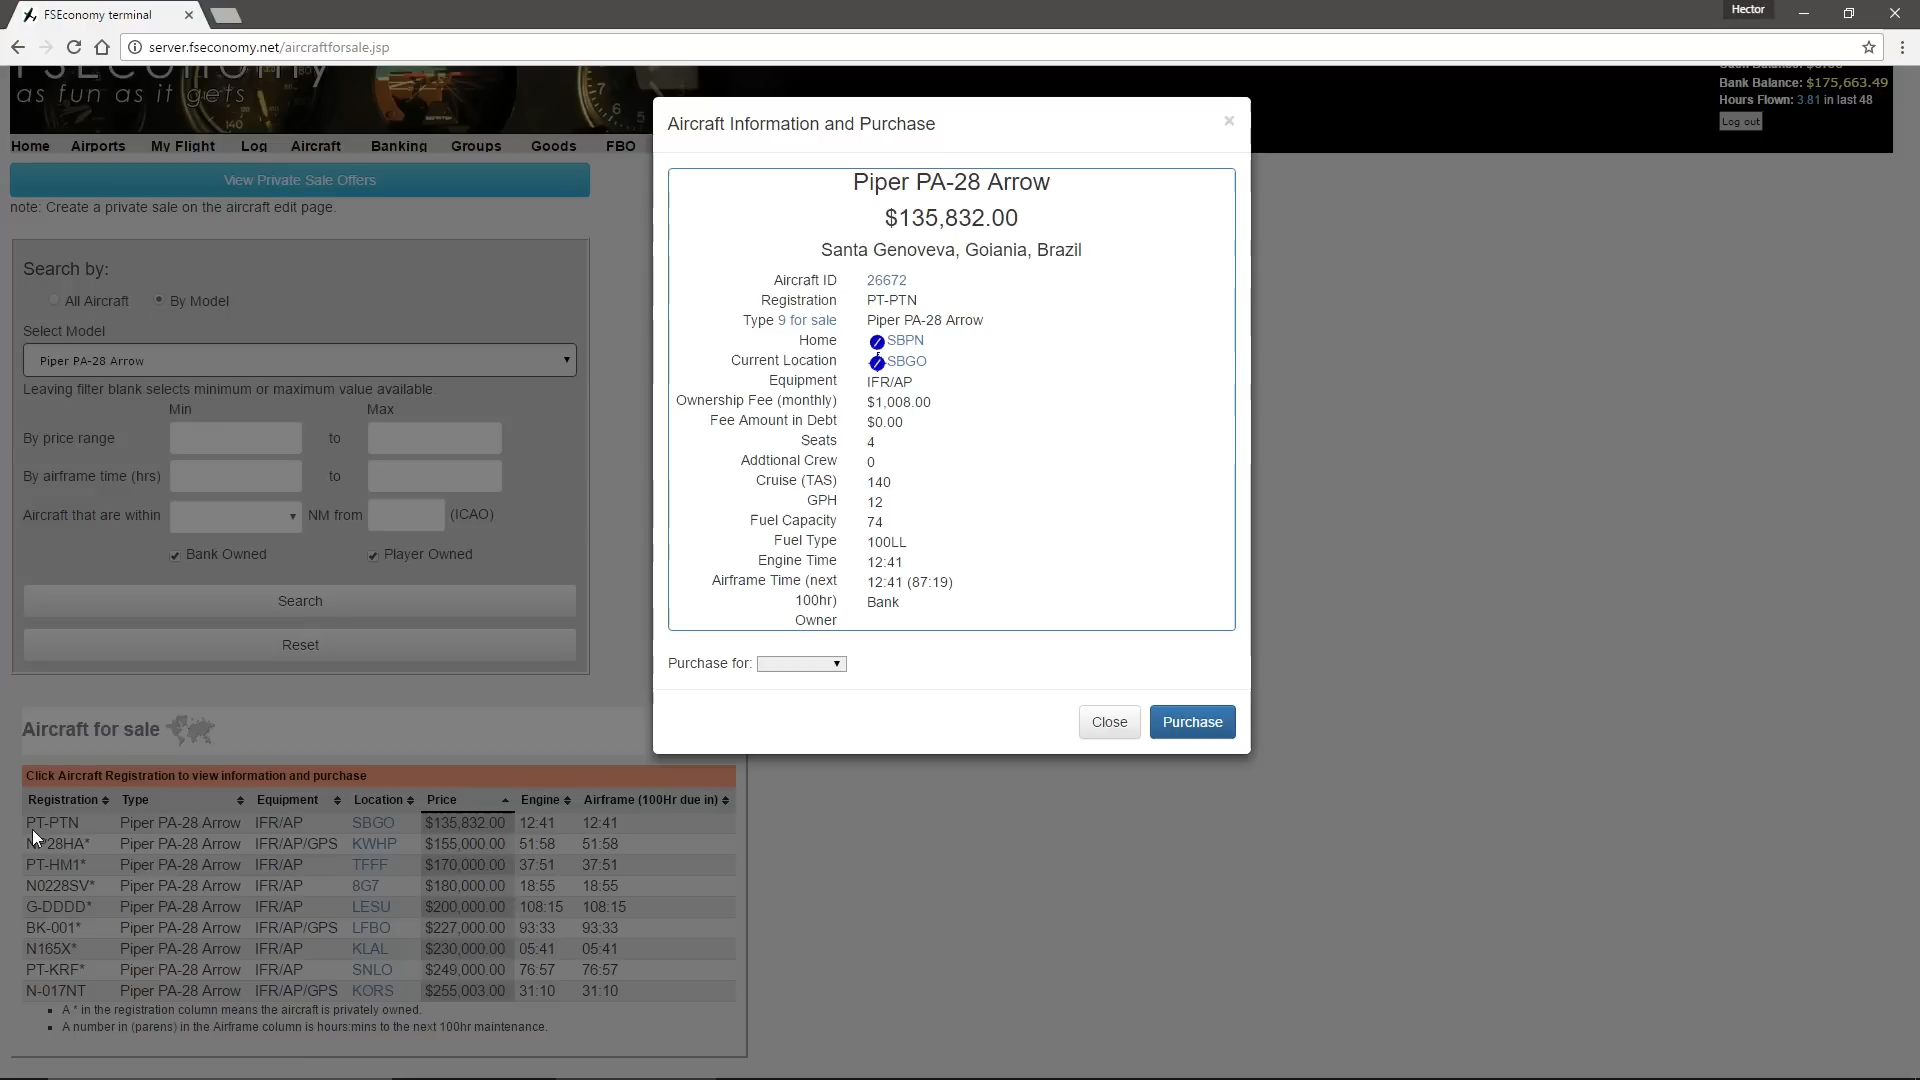 FSEconomy terminal
Hector
server.fseconomy.net/aircraftforsale.jsp
FSEconomy
as fun as it gets
Bank Balance: $175,663.49
Hours Flown: 3.81 in last 48
Log out
Home Airports My Flight Log Aircraft Banking Groups Goods FBO
View Private Sale Offers
note: Create a private sale on the aircraft edit page.
Search by:
All Aircraft By Model
Select Model
Piper PA-28 Arrow
Leaving filter blank selects minimum or maximum value available.
Min Max
By price range to
By airframe time (hrs) to
Aircraft that are within NM from (ICAO)
Bank Owned Player Owned
Search
Reset
Aircraft for sale
Click Aircraft Registration to view information and purchase
Registration Type Equipment Location Price Engine Airframe (100Hr due in)
PT-PTN Piper PA-28 Arrow IFR/AP SBGO $135,832.00 12:41 12:41
NP28HA* Piper PA-28 Arrow IFR/AP/GPS KWHP $155,000.00 51:58 51:58
PT-HM1* Piper PA-28 Arrow IFR/AP TFFF $170,000.00 37:51 37:51
N0228SV* Piper PA-28 Arrow IFR/AP 8G7 $180,000.00 18:55 18:55
G-DDDD* Piper PA-28 Arrow IFR/AP LESU $200,000.00 108:15 108:15
BK-001* Piper PA-28 Arrow IFR/AP/GPS LFBO $227,000.00 93:33 93:33
N165X* Piper PA-28 Arrow IFR/AP KLAL $230,000.00 05:41 05:41
PT-KRF* Piper PA-28 Arrow IFR/AP SNLO $249,000.00 76:57 76:57
N-017NT Piper PA-28 Arrow IFR/AP/GPS KORS $255,003.00 31:10 31:10
A * in the registration column means the aircraft is privately owned.
A number in (parens) in the Airframe column is hours:mins to the next 100hr maintenance.
Aircraft Information and Purchase
×
Piper PA-28 Arrow
$135,832.00
Santa Genoveva, Goiania, Brazil
Aircraft ID 26672
Registration PT-PTN
Type 9 for sale Piper PA-28 Arrow
Home SBPN
Current Location SBGO
Equipment IFR/AP
Ownership Fee (monthly) $1,008.00
Fee Amount in Debt $0.00
Seats 4
Addtional Crew 0
Cruise (TAS) 140
GPH 12
Fuel Capacity 74
Fuel Type 100LL
Engine Time 12:41
Airframe Time (next 12:41 (87:19)
100hr) Bank
Owner
Purchase for:
Close Purchase